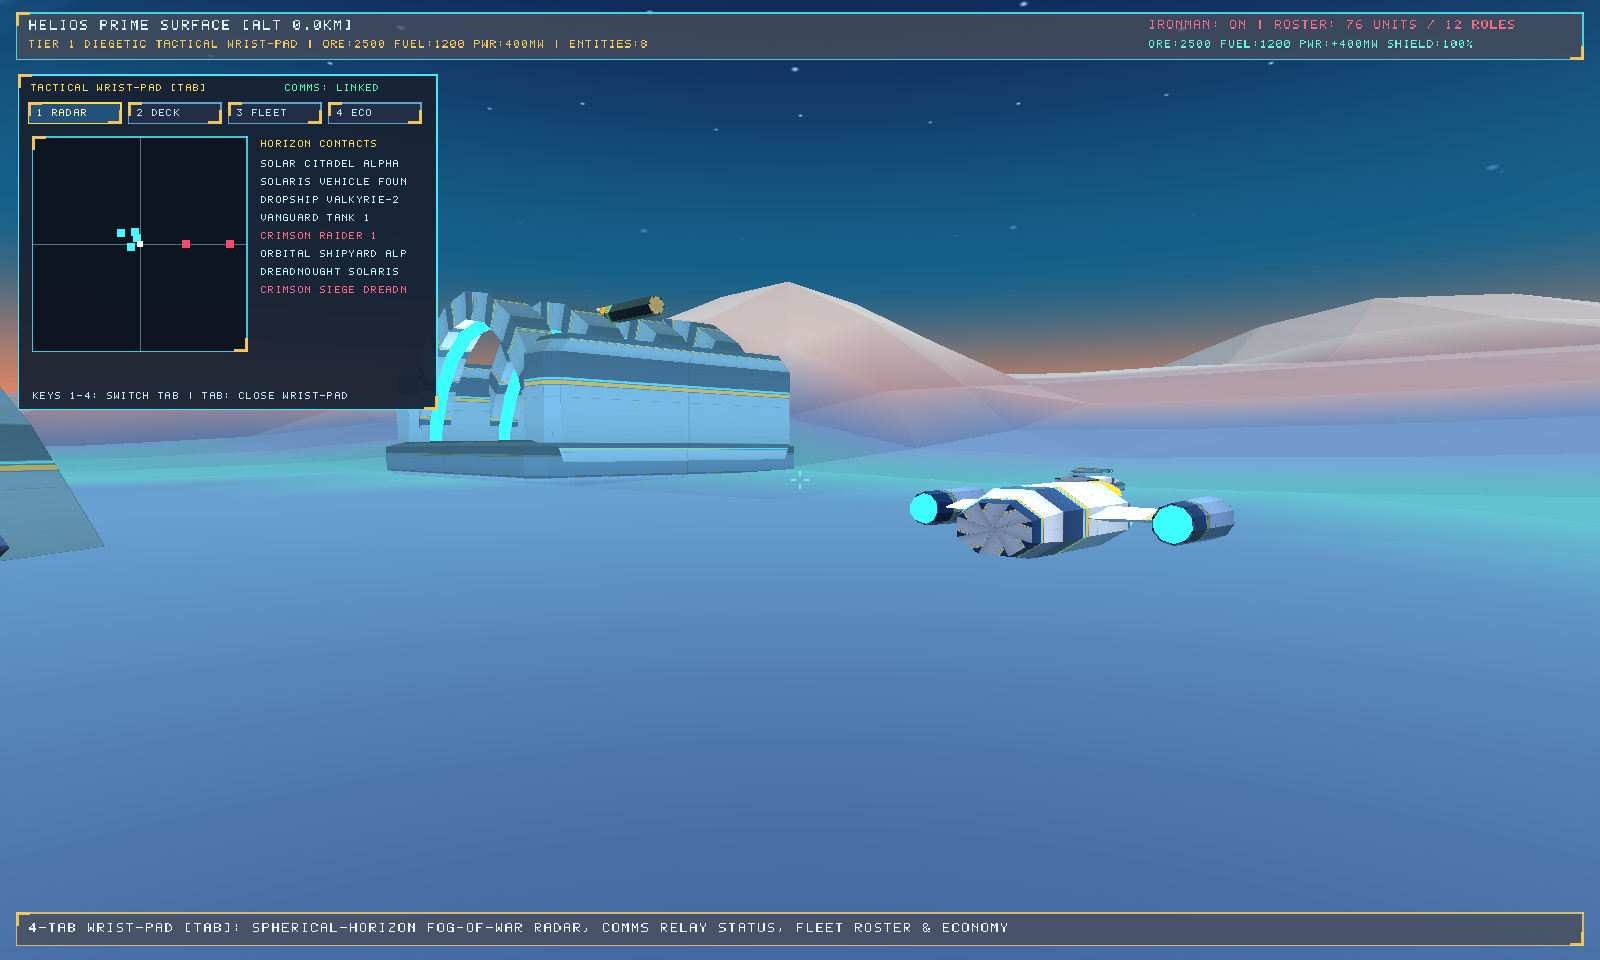 HELIOS PRIME SURFACE [ALT 0.0KM]
TIER 1 DIEGETIC TACTICAL WRIST-PAD | ORE:2500 FUEL:1200 PWR:400MW | ENTITIES:8
IRONMAN: ON | ROSTER: 76 UNITS / 12 ROLES
ORE:2500 FUEL:1200 PWR:+400MW SHIELD:100%
TACTICAL WRIST-PAD [TAB]
COMMS: LINKED
1 RADAR
2 DECK
3 FLEET
4 ECO
HORIZON CONTACTS
SOLAR CITADEL ALPHA
SOLARIS VEHICLE FOUN
DROPSHIP VALKYRIE-2
VANGUARD TANK 1
CRIMSON RAIDER 1
ORBITAL SHIPYARD ALP
DREADNOUGHT SOLARIS
CRIMSON SIEGE DREADN
KEYS 1-4: SWITCH TAB | TAB: CLOSE WRIST-PAD
4-TAB WRIST-PAD [TAB]: SPHERICAL-HORIZON FOG-OF-WAR RADAR, COMMS RELAY STATUS, FLEET ROSTER & ECONOMY